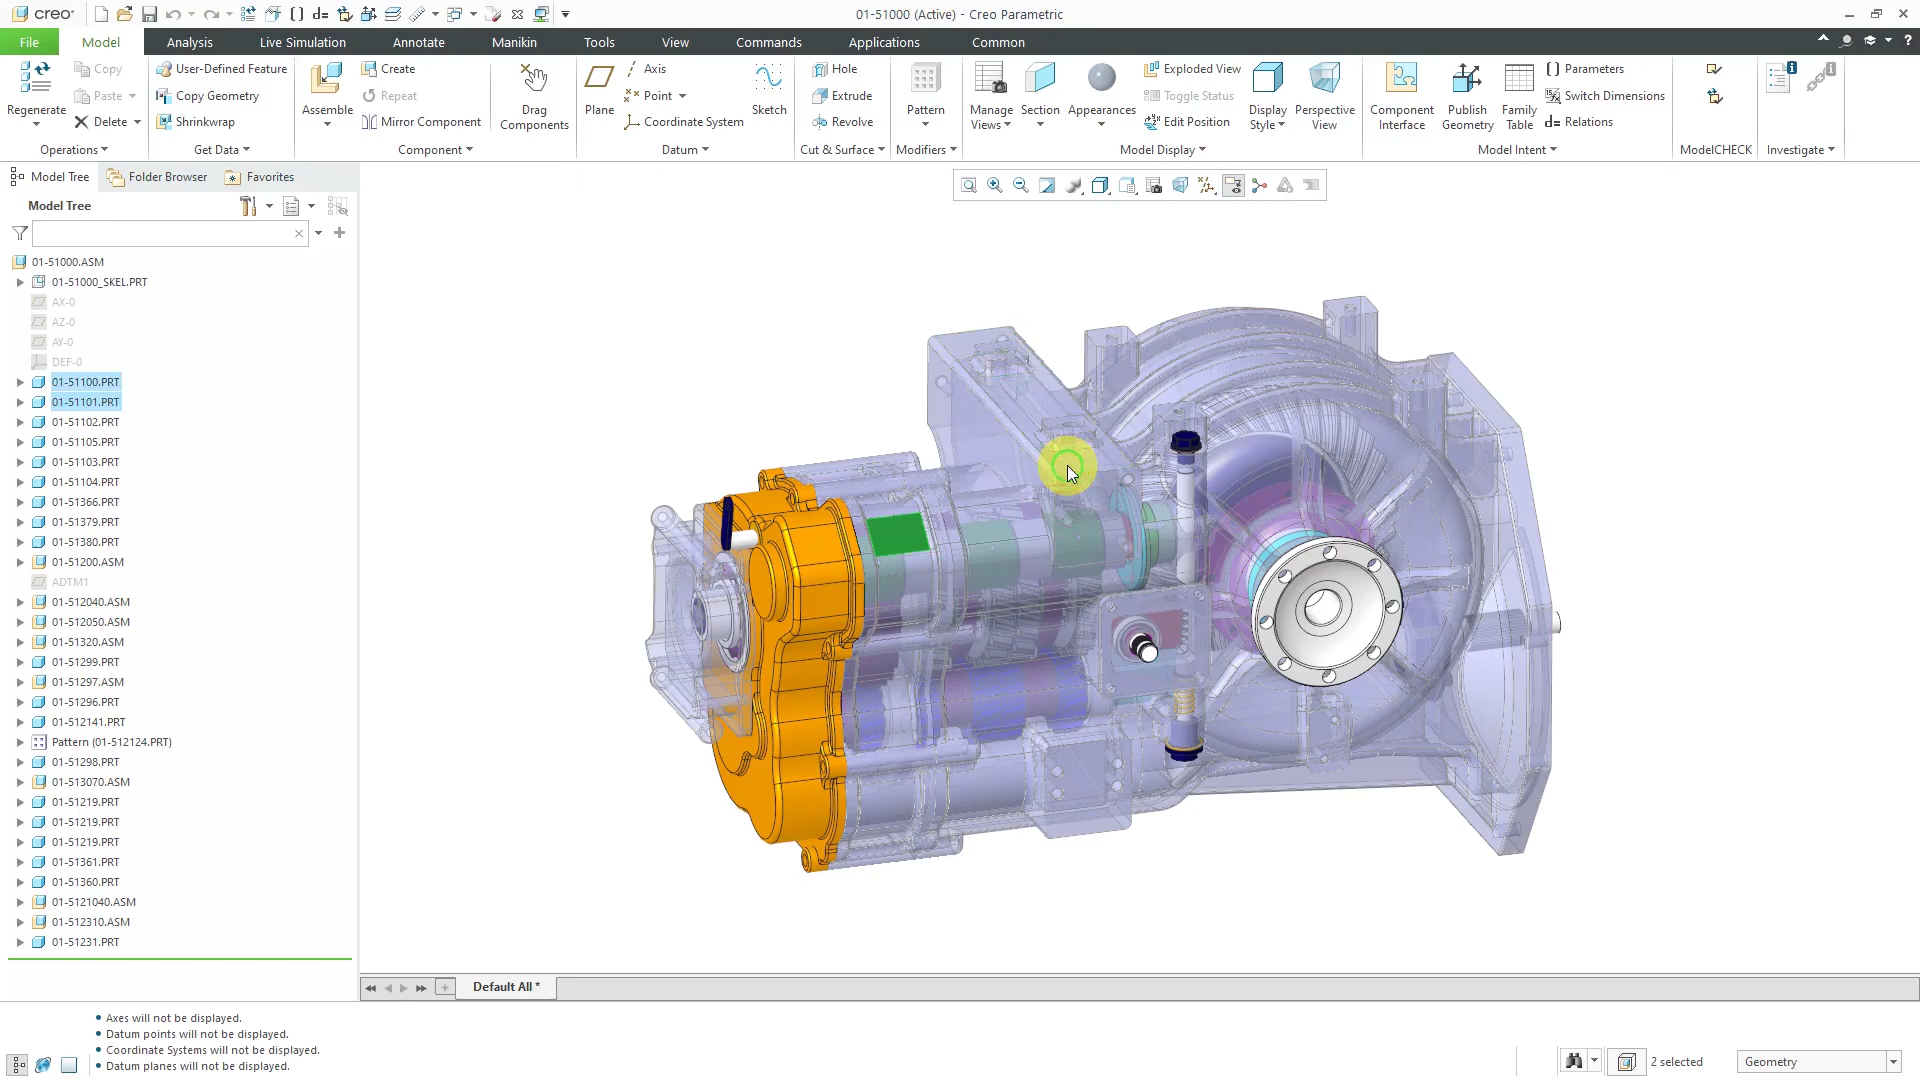 creo
01-51000 (Active) - Creo Parametric
File Model Analysis Live Simulation Annotate Manikin Tools View Commands Applications Common
Regenerate
Copy
Paste
Delete
Operations
User-Defined Feature
Copy Geometry
Shrinkwrap
Get Data
Assemble
Create
Repeat
Mirror Component
Drag
Components
Component
Plane
Axis
Point
Coordinate System
Sketch
Datum
Hole
Extrude
Revolve
Cut & Surface
Pattern
Modifiers
Manage
Views
Section
Appearances
Exploded View
Toggle Status
Edit Position
Display
Style
Perspective
View
Model Display
Component
Interface
Publish
Geometry
Family
Table
Parameters
Switch Dimensions
d= Relations
Model Intent
ModelCHECK
Investigate
Model Tree Folder Browser Favorites
Model Tree
01-51000.ASM
01-51000_SKEL.PRT
AX-0
AZ-0
AY-0
DEF-0
01-51100.PRT
01-51101.PRT
01-51102.PRT
01-51105.PRT
01-51103.PRT
01-51104.PRT
01-51366.PRT
01-51379.PRT
01-51380.PRT
01-51200.ASM
ADTM1
01-512040.ASM
01-512050.ASM
01-51320.ASM
01-51299.PRT
01-51297.ASM
01-51296.PRT
01-512141.PRT
Pattern (01-512124.PRT)
01-51298.PRT
01-513070.ASM
01-51219.PRT
01-51219.PRT
01-51219.PRT
01-51361.PRT
01-51360.PRT
01-5121040.ASM
01-512310.ASM
01-51231.PRT
Default All *
• Axes will not be displayed.
• Datum points will not be displayed.
• Coordinate Systems will not be displayed.
• Datum planes will not be displayed.
2 selected
Geometry